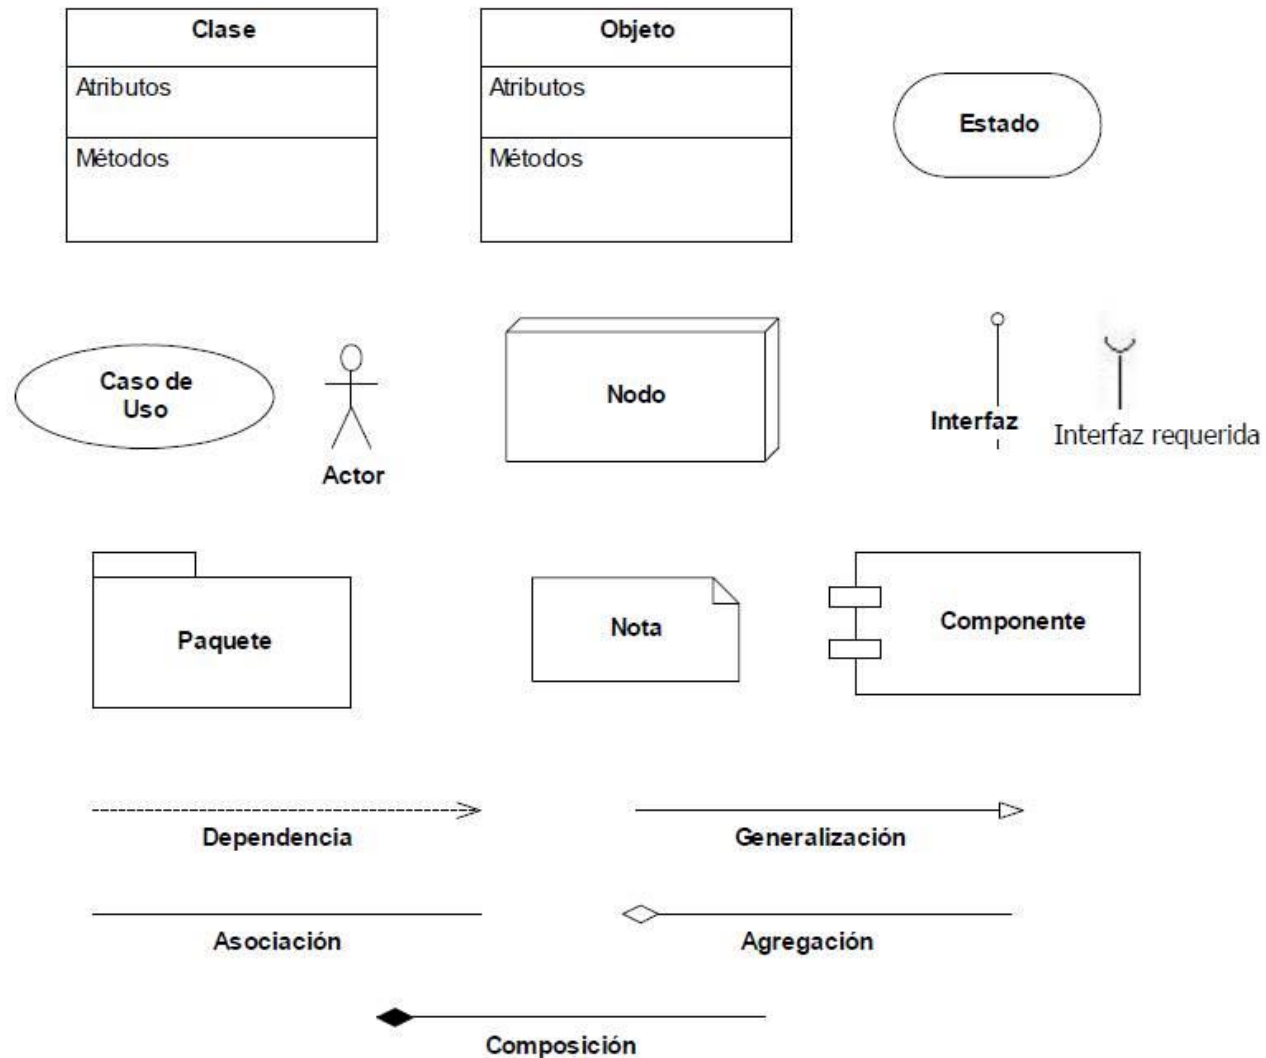 Clase
Objeto
Atributos
Atributos
Estado
Métodos
Métodos
Caso de
Uso
Actor
Nodo
Interfaz
Interfaz requerida
Paquete
Nota
Componente
Dependencia
Generalización
Asociación
Agregación
Composición